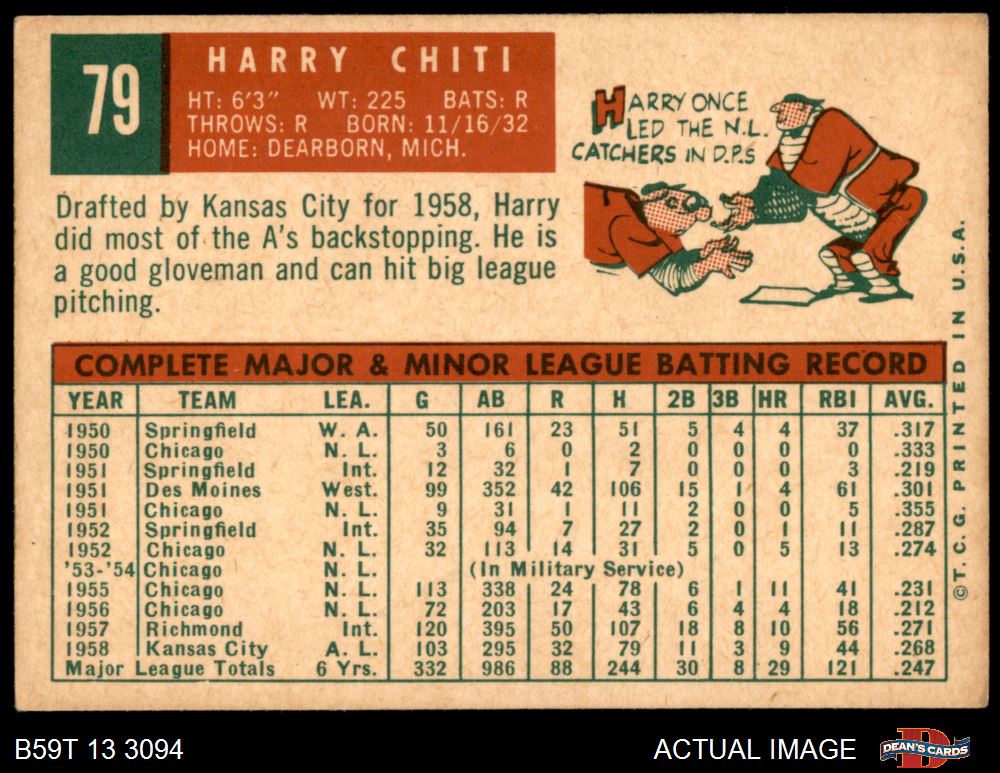 79
HARRY CHITI
HT: 6'3" WT: 225 BATS: R
THROWS: R BORN: 11/16/32
HOME: DEARBORN, MICH.
HARRY ONCE
LED THE N.L.
CATCHERS IN D.P.S
Drafted by Kansas City for 1958, Harry
did most of the A's backstopping. He is
a good gloveman and can hit big league
pitching.
COMPLETE MAJOR & MINOR LEAGUE BATTING RECORD
YEAR TEAM LEA. G AB R H 2B 3B HR RBI AVG.
1950 Springfield W. A. 50 161 23 51 5 4 4 37 .317
1950 Chicago N. L. 3 6 0 2 0 0 0 0 .333
1951 Springfield Int. 12 32 1 7 0 0 0 3 .219
1951 Des Moines West. 99 352 42 106 15 1 4 61 .301
1951 Chicago N. L. 9 31 1 11 2 0 0 5 .355
1952 Springfield Int. 35 94 7 27 2 0 1 11 .287
1952 Chicago N. L. 32 113 14 31 5 0 5 13 .274
'53-'54 Chicago N. L. (In Military Service)
1955 Chicago N. L. 113 338 24 78 6 1 11 41 .231
1956 Chicago N. L. 72 203 17 43 6 4 4 18 .212
1957 Richmond Int. 120 395 50 107 18 8 10 56 .271
1958 Kansas City A. L. 103 295 32 79 11 3 9 44 .268
Major League Totals 6 Yrs. 332 986 88 244 30 8 29 121 .247
©T. C. G. PRINTED IN U.S.A.
B59T 13 3094
ACTUAL IMAGE
DEAN'S CARDS